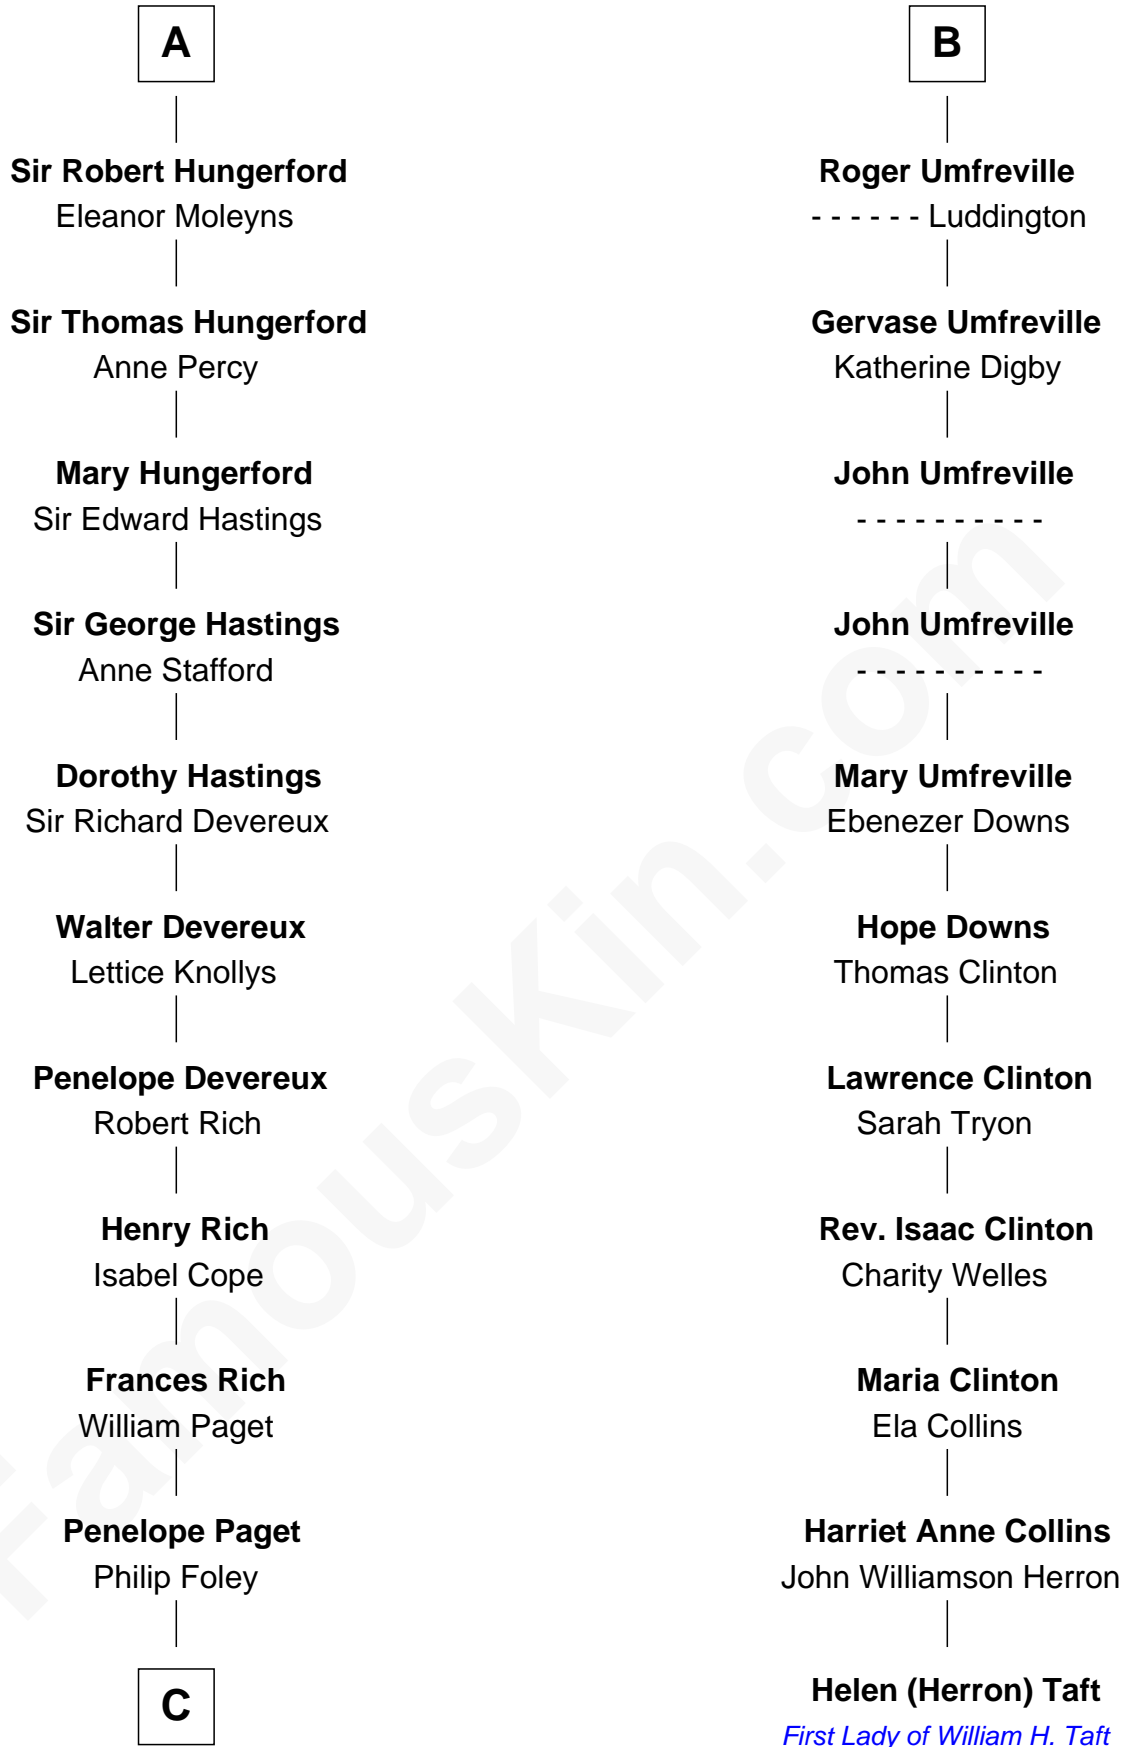 A
Sir Robert Hungerford
Eleanor Moleyns
Sir Thomas Hungerford
Anne Percy
Mary Hungerford
Sir Edward Hastings
Sir George Hastings
Anne Stafford
Dorothy Hastings
Sir Richard Devereux
Walter Devereux
Lettice Knollys
Penelope Devereux
Robert Rich
Henry Rich
Isabel Cope
Frances Rich
William Paget
Penelope Paget
Philip Foley
C
B
Roger Umfreville
- - - - - - Luddington
Gervase Umfreville
Katherine Digby
John Umfreville
- - - - - - - - - -
John Umfreville
- - - - - - - - - -
Mary Umfreville
Ebenezer Downs
Hope Downs
Thomas Clinton
Lawrence Clinton
Sarah Tryon
Rev. Isaac Clinton
Charity Welles
Maria Clinton
Ela Collins
Harriet Anne Collins
John Williamson Herron
Helen (Herron) Taft
First Lady of William H. Taft
FamousKin.com